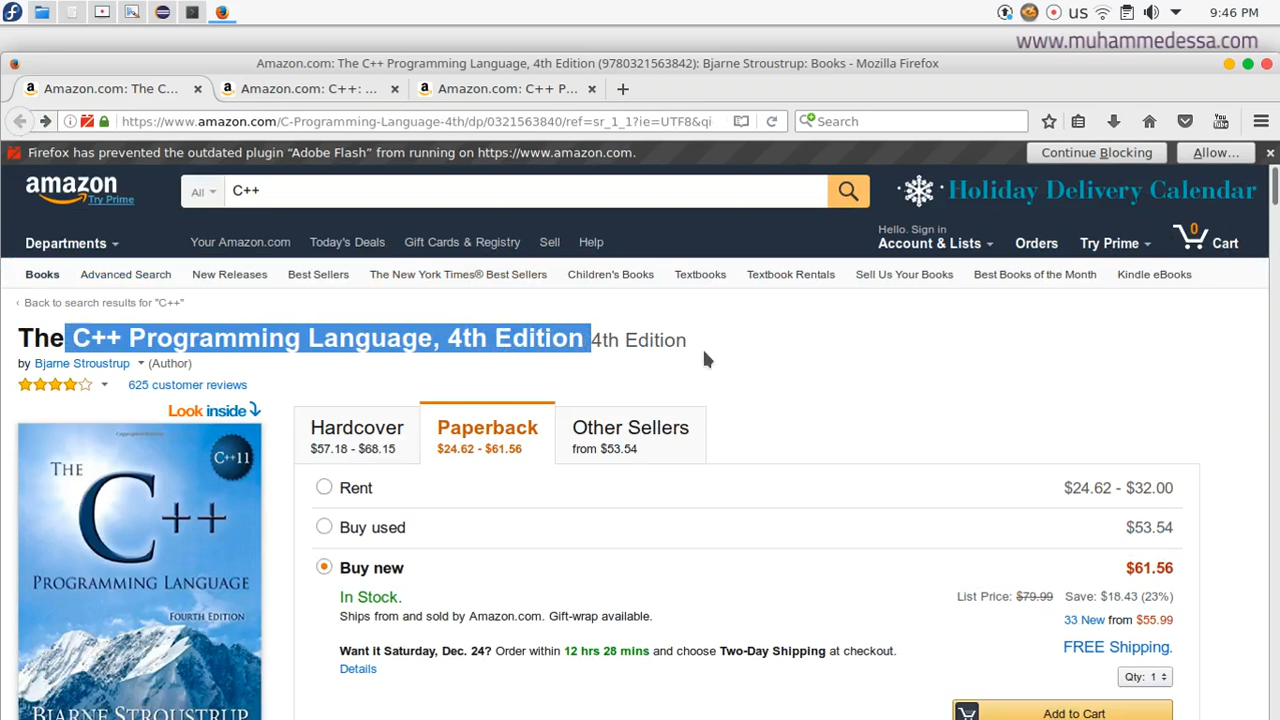 us
9:46 PM
www.muhammedessa.com
Amazon.com: The C++ Programming Language, 4th Edition (9780321563842): Bjarne Stroustrup: Books - Mozilla Firefox
Amazon.com: The C... Amazon.com: C++: ... Amazon.com: C++ P...
https://www.amazon.com/C-Programming-Language-4th/dp/0321563840/ref=sr_1_1?ie=UTF8&qi Search
Firefox has prevented the outdated plugin “Adobe Flash” from running on https://www.amazon.com. Continue Blocking Allow...
amazon All C++ Holiday Delivery Calendar
Try Prime
Hello. Sign in 0
Departments Your Amazon.com Today's Deals Gift Cards & Registry Sell Help Account & Lists Orders Try Prime Cart
Books Advanced Search New Releases Best Sellers The New York Times® Best Sellers Children's Books Textbooks Textbook Rentals Sell Us Your Books Best Books of the Month Kindle eBooks
‹ Back to search results for "C++"
The C++ Programming Language, 4th Edition 4th Edition
by Bjarne Stroustrup (Author)
625 customer reviews
Look inside
Hardcover Paperback Other Sellers
$57.18 - $68.15 $24.62 - $61.56 from $53.54
C++11
THE
C++
PROGRAMMING LANGUAGE
FOURTH EDITION
BJARNE STROUSTRUP
Rent $24.62 - $32.00
Buy used $53.54
Buy new $61.56
In Stock. List Price: $79.99 Save: $18.43 (23%)
Ships from and sold by Amazon.com. Gift-wrap available. 33 New from $55.99
Want it Saturday, Dec. 24? Order within 12 hrs 28 mins and choose Two-Day Shipping at checkout. FREE Shipping.
Details
Qty: 1
Add to Cart